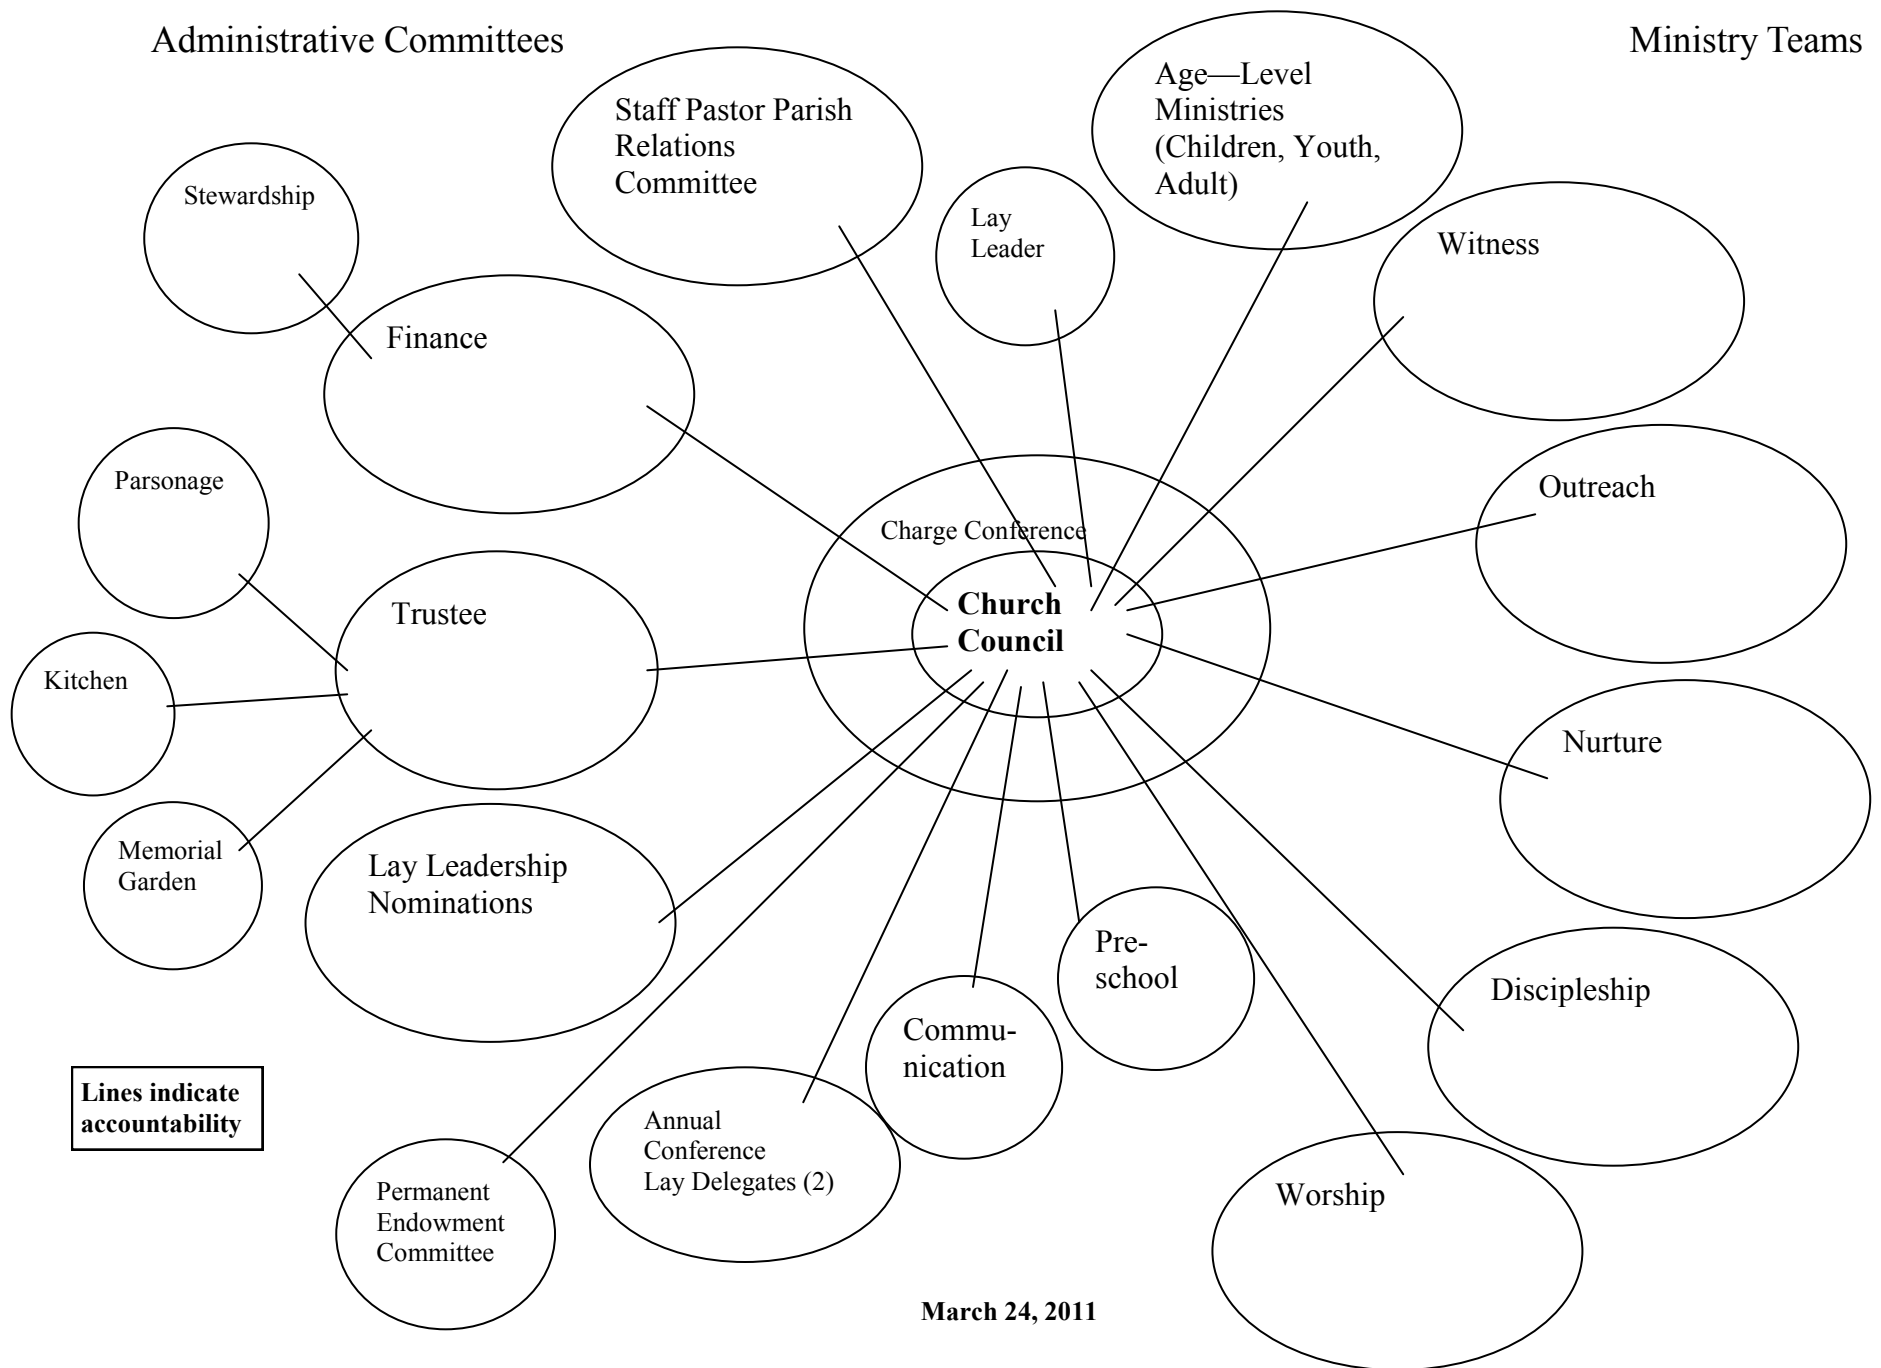 Administrative Committees
Ministry Teams
Staff Pastor Parish
Relations
Committee
Age—Level
Ministries
(Children, Youth,
Adult)
Stewardship
Lay
Leader
Witness
Finance
Parsonage
Outreach
Charge Conference
Church
Council
Trustee
Kitchen
Nurture
Memorial
Garden
Lay Leadership
Nominations
Pre-
school
Discipleship
Commu-
nication
Lines indicate
accountability
Annual
Conference
Lay Delegates (2)
Permanent
Endowment
Committee
Worship
March 24, 2011